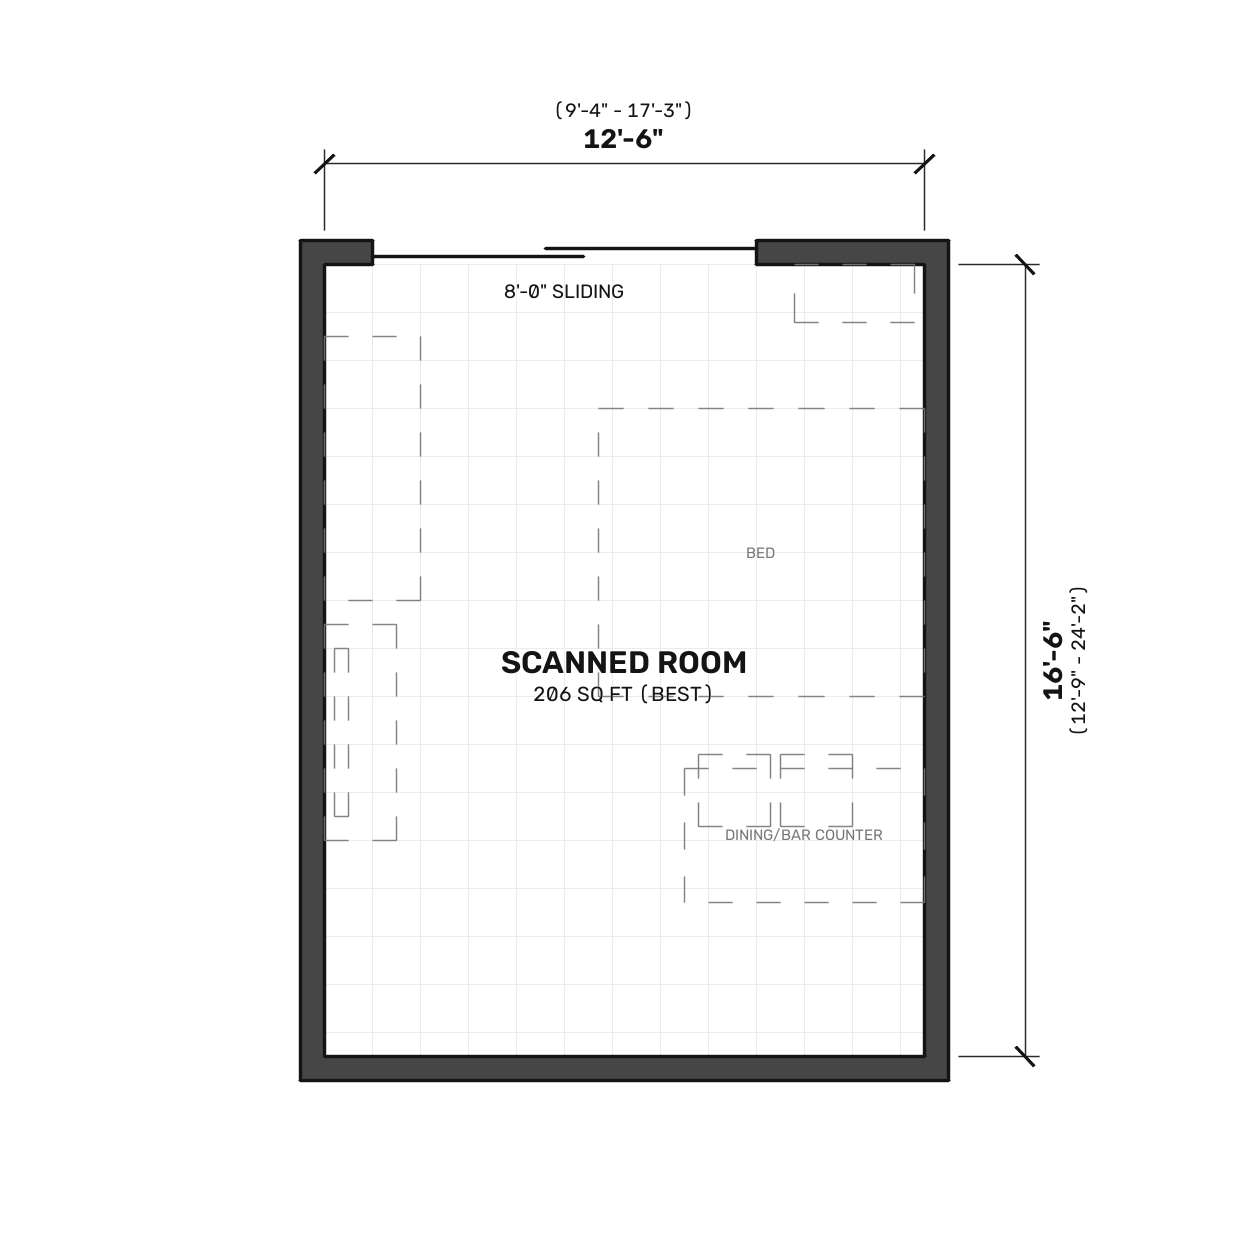 (9'-4" - 17'-3")
12'-6"
8'-0" SLIDING
BED
SCANNED ROOM
206 SQ FT (BEST)
16'-6"
(12'-9" - 24'-2")
DINING/BAR COUNTER